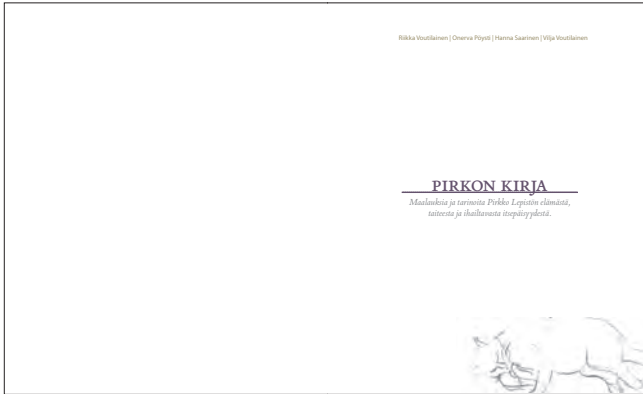 Riikka Voutilainen | Onerva Pöysti | Hanna Saarinen | Vilja Voutilainen
PIRKON KIRJA
Maalauksia ja tarinoita Pirkko Lepistön elämästä,
taiteesta ja ihailtavasta itsepäisyydestä.